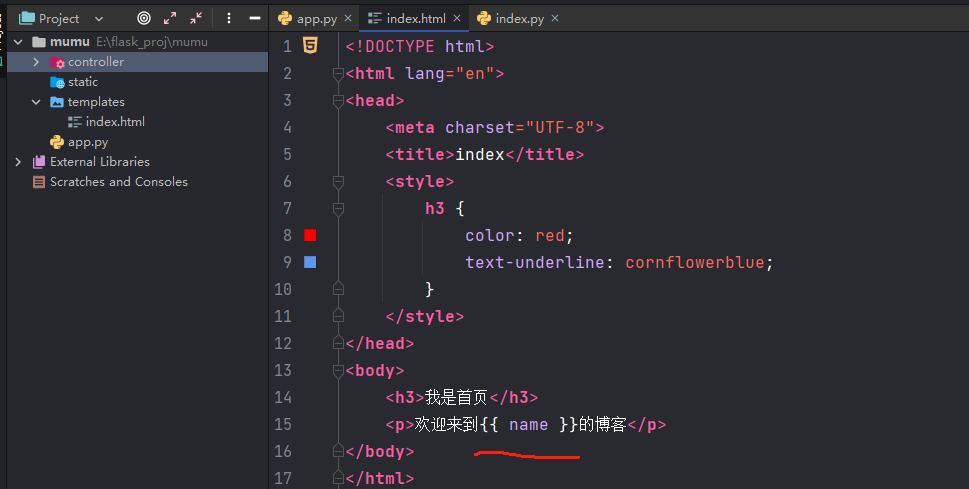 Project
app.py
index.html
index.py
mumu E:\flask_proj\mumu
controller
static
templates
index.html
app.py
External Libraries
Scratches and Consoles
1 <!DOCTYPE html>
2 <html lang="en">
3 <head>
4 <meta charset="UTF-8">
5 <title>index</title>
6 <style>
7 h3 {
8 color: red;
9 text-underline: cornflowerblue;
10 }
11 </style>
12 </head>
13 <body>
14 <h3>我是首页</h3>
15 <p>欢迎来到{{ name }}的博客</p>
16 </body>
17 </html>